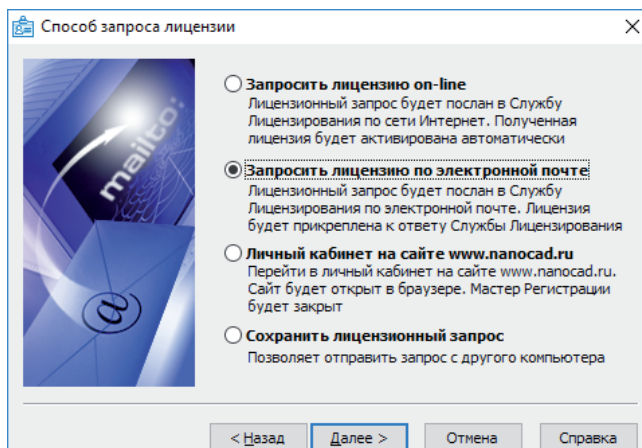 Способ запроса лицензии
mailto:
@
Запросить лицензию on-line
Лицензионный запрос будет послан в Службу
Лицензирования по сети Интернет. Полученная
лицензия будет активирована автоматически
Запросить лицензию по электронной почте
Лицензионный запрос будет послан в Службу
Лицензирования по электронной почте. Лицензия
будет прикреплена к ответу Службы Лицензирования
Личный кабинет на сайте www.nanocad.ru
Перейти в личный кабинет на сайте www.nanocad.ru.
Сайт будет открыт в браузере. Мастер Регистрации
будет закрыт
Сохранить лицензионный запрос
Позволяет отправить запрос с другого компьютера
< Назад Далее > Отмена Справка